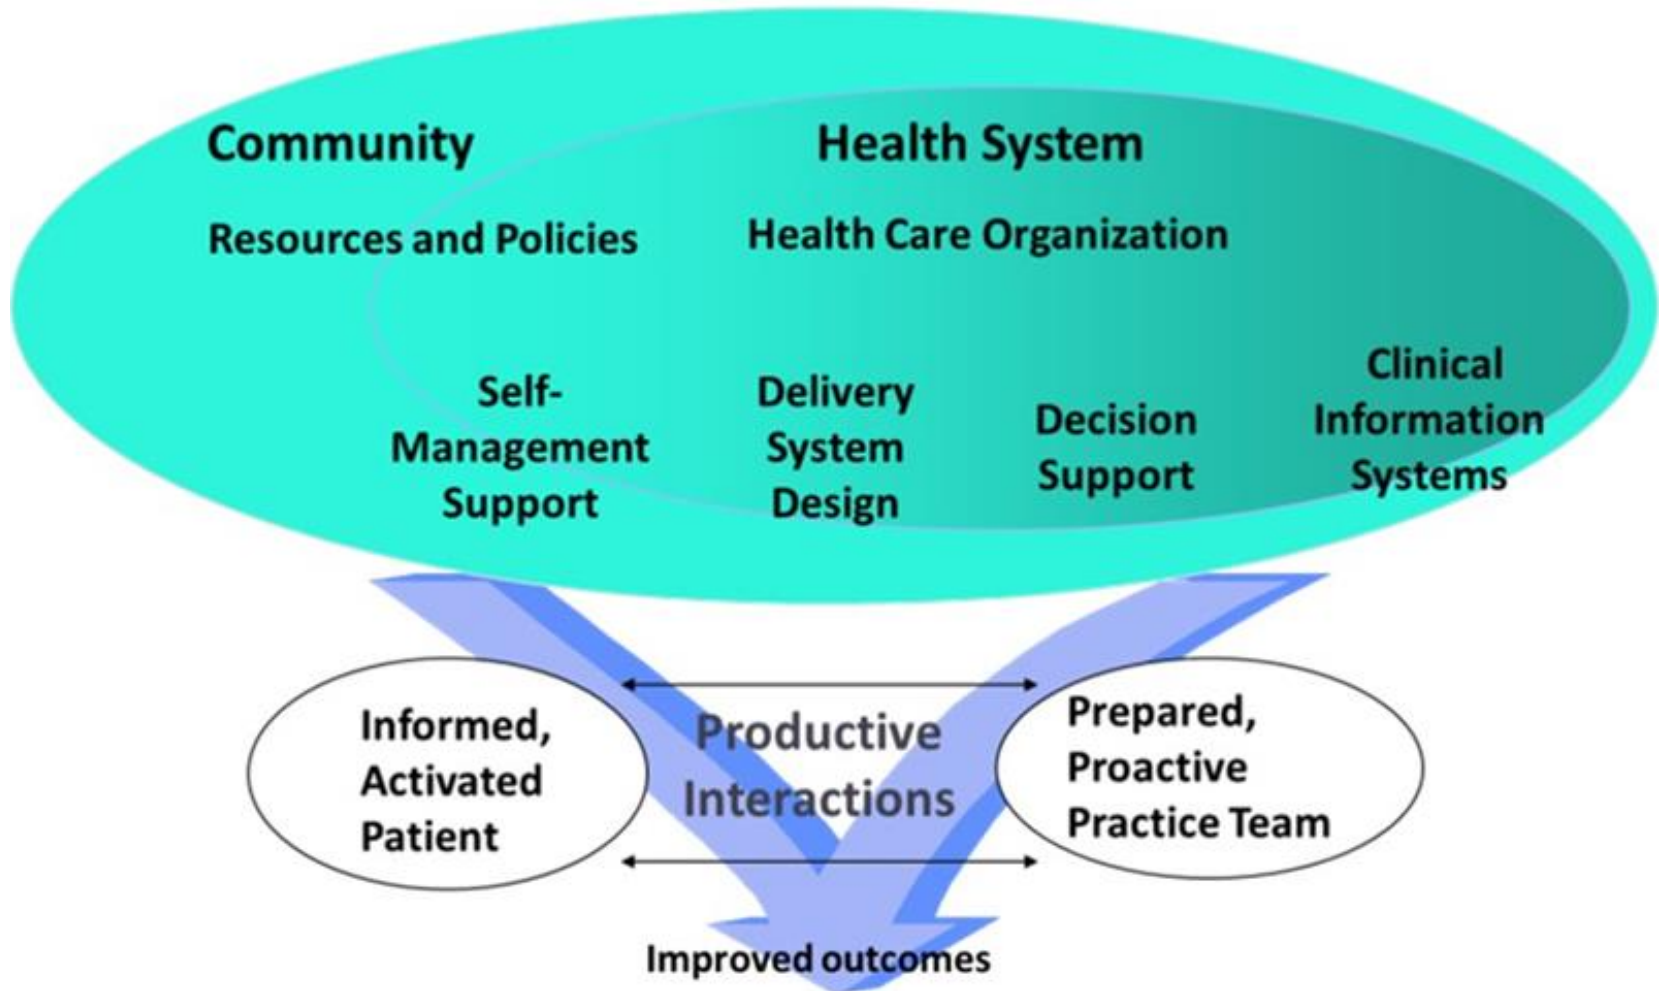 Community
Health System
Resources and Policies
Health Care Organization
Self-
Management
Support
Delivery
System
Design
Decision
Support
Clinical
Information
Systems
Informed,
Activated
Patient
Productive
Interactions
Prepared,
Proactive
Practice Team
Improved outcomes